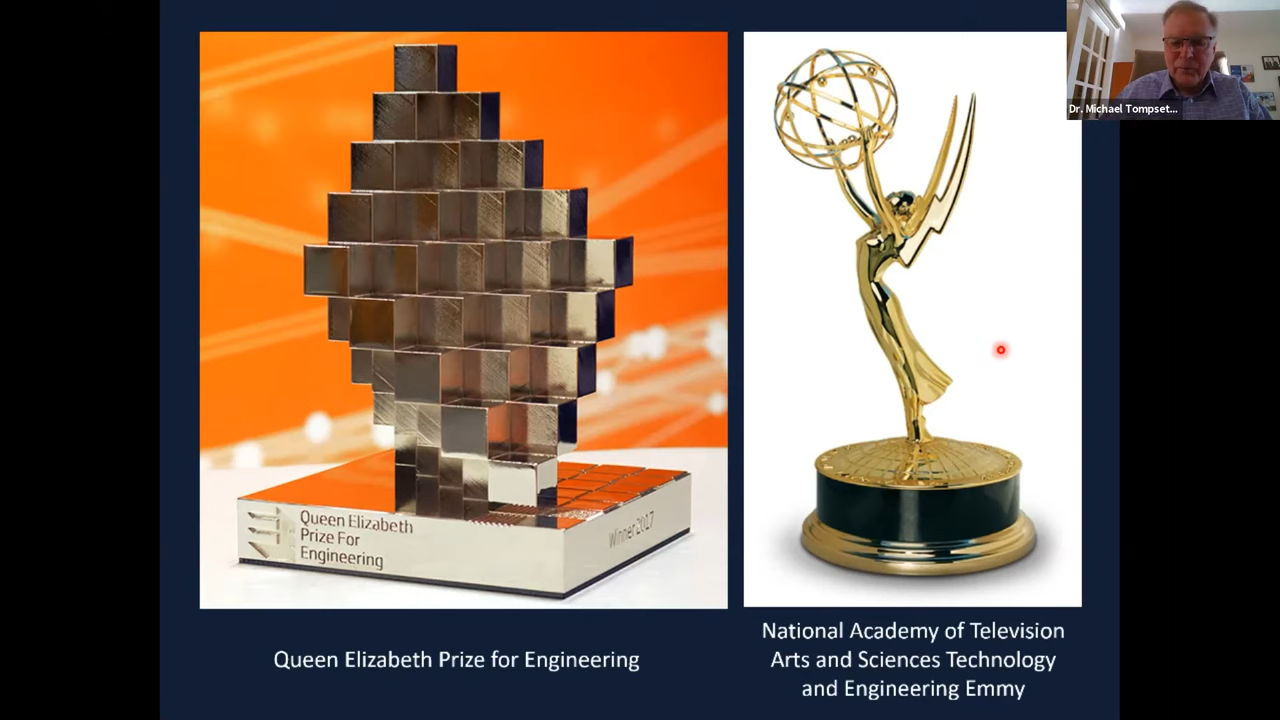 Dr. Michael Tompset...
Queen Elizabeth
Prize For
Engineering
Winner 2017
Queen Elizabeth Prize for Engineering
National Academy of Television
Arts and Sciences Technology
and Engineering Emmy